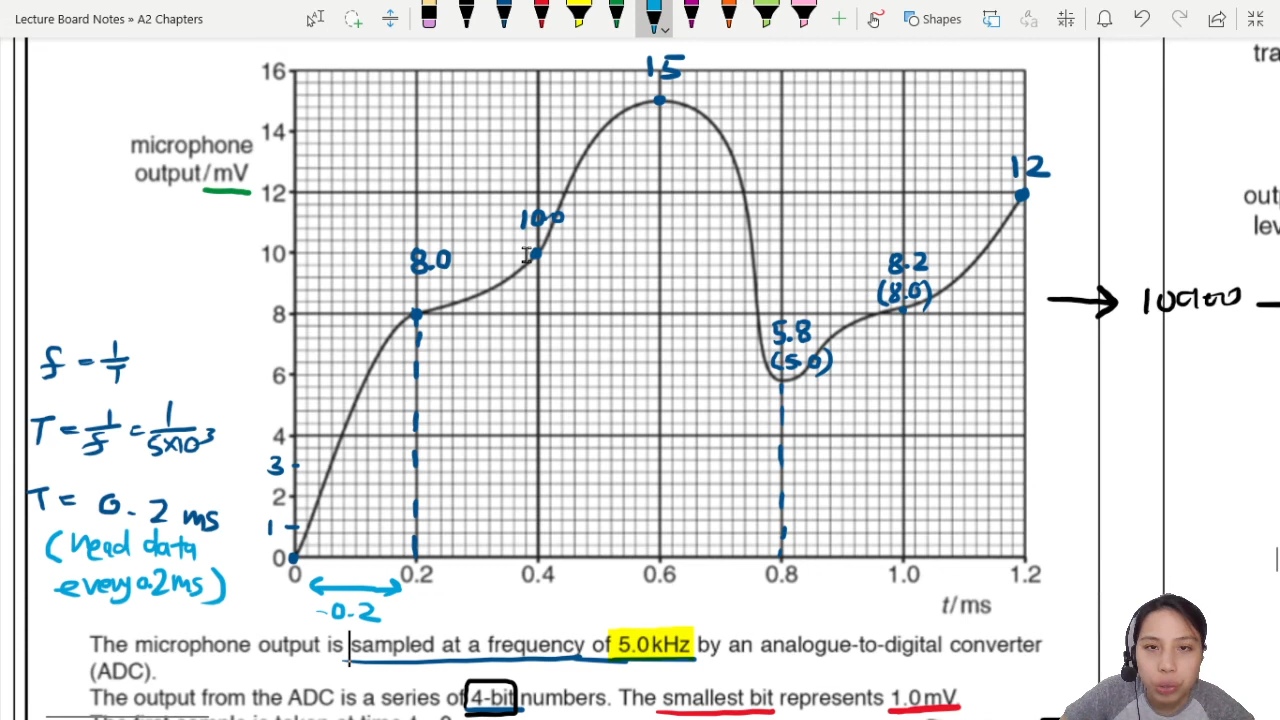 Lecture Board Notes » A2 Chapters
Shapes
microphone
output/mV
16
14
12
10
8
6
4
3
2
1
0
15
12
10.0
8.0
8.2
(8.0)
5.8
(5.0)
f = 1/T
T = 1/f = 1/5×10³
T = 0.2 ms
(read data
every 0.2ms)
0 0.2 0.4 0.6 0.8 1.0 1.2
0.2
t/ms
tra
out
lev
The microphone output is sampled at a frequency of 5.0kHz by an analogue-to-digital converter
(ADC).
The output from the ADC is a series of 4-bit numbers. The smallest bit represents 1.0mV.